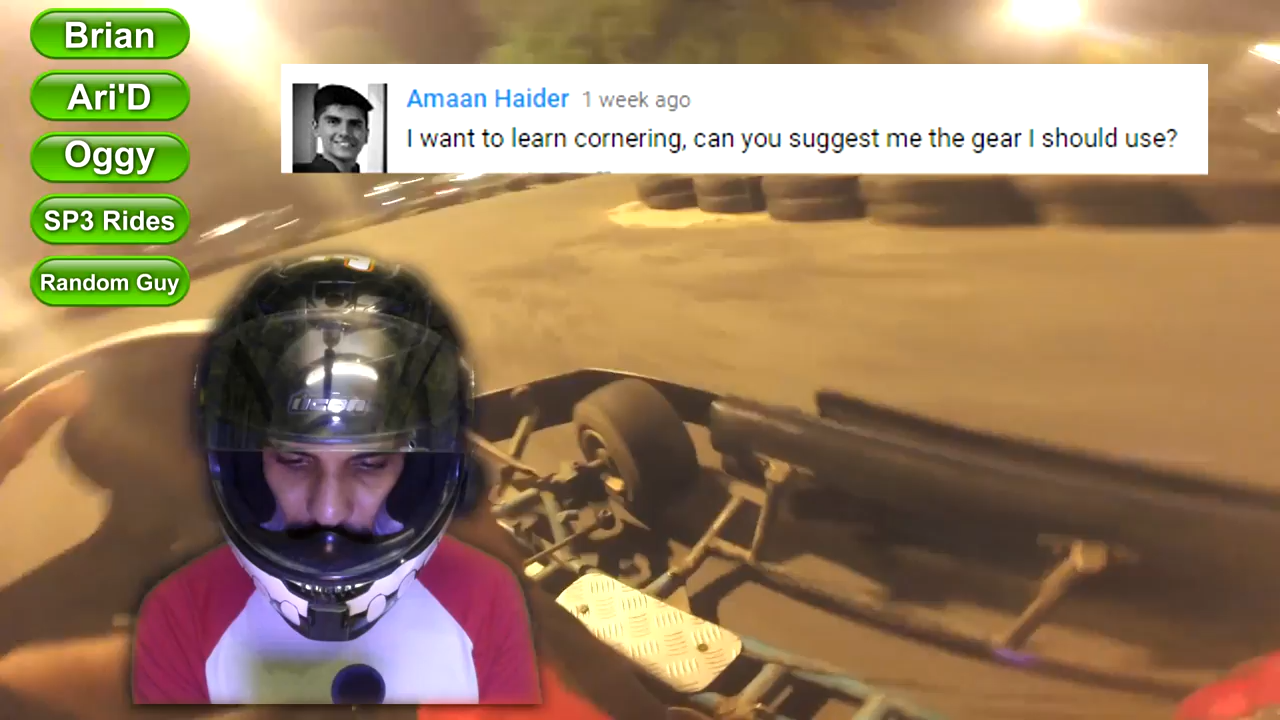 Brian
Ari'D
Oggy
SP3 Rides
Random Guy
Amaan Haider 1 week ago
I want to learn cornering, can you suggest me the gear I should use?
icon